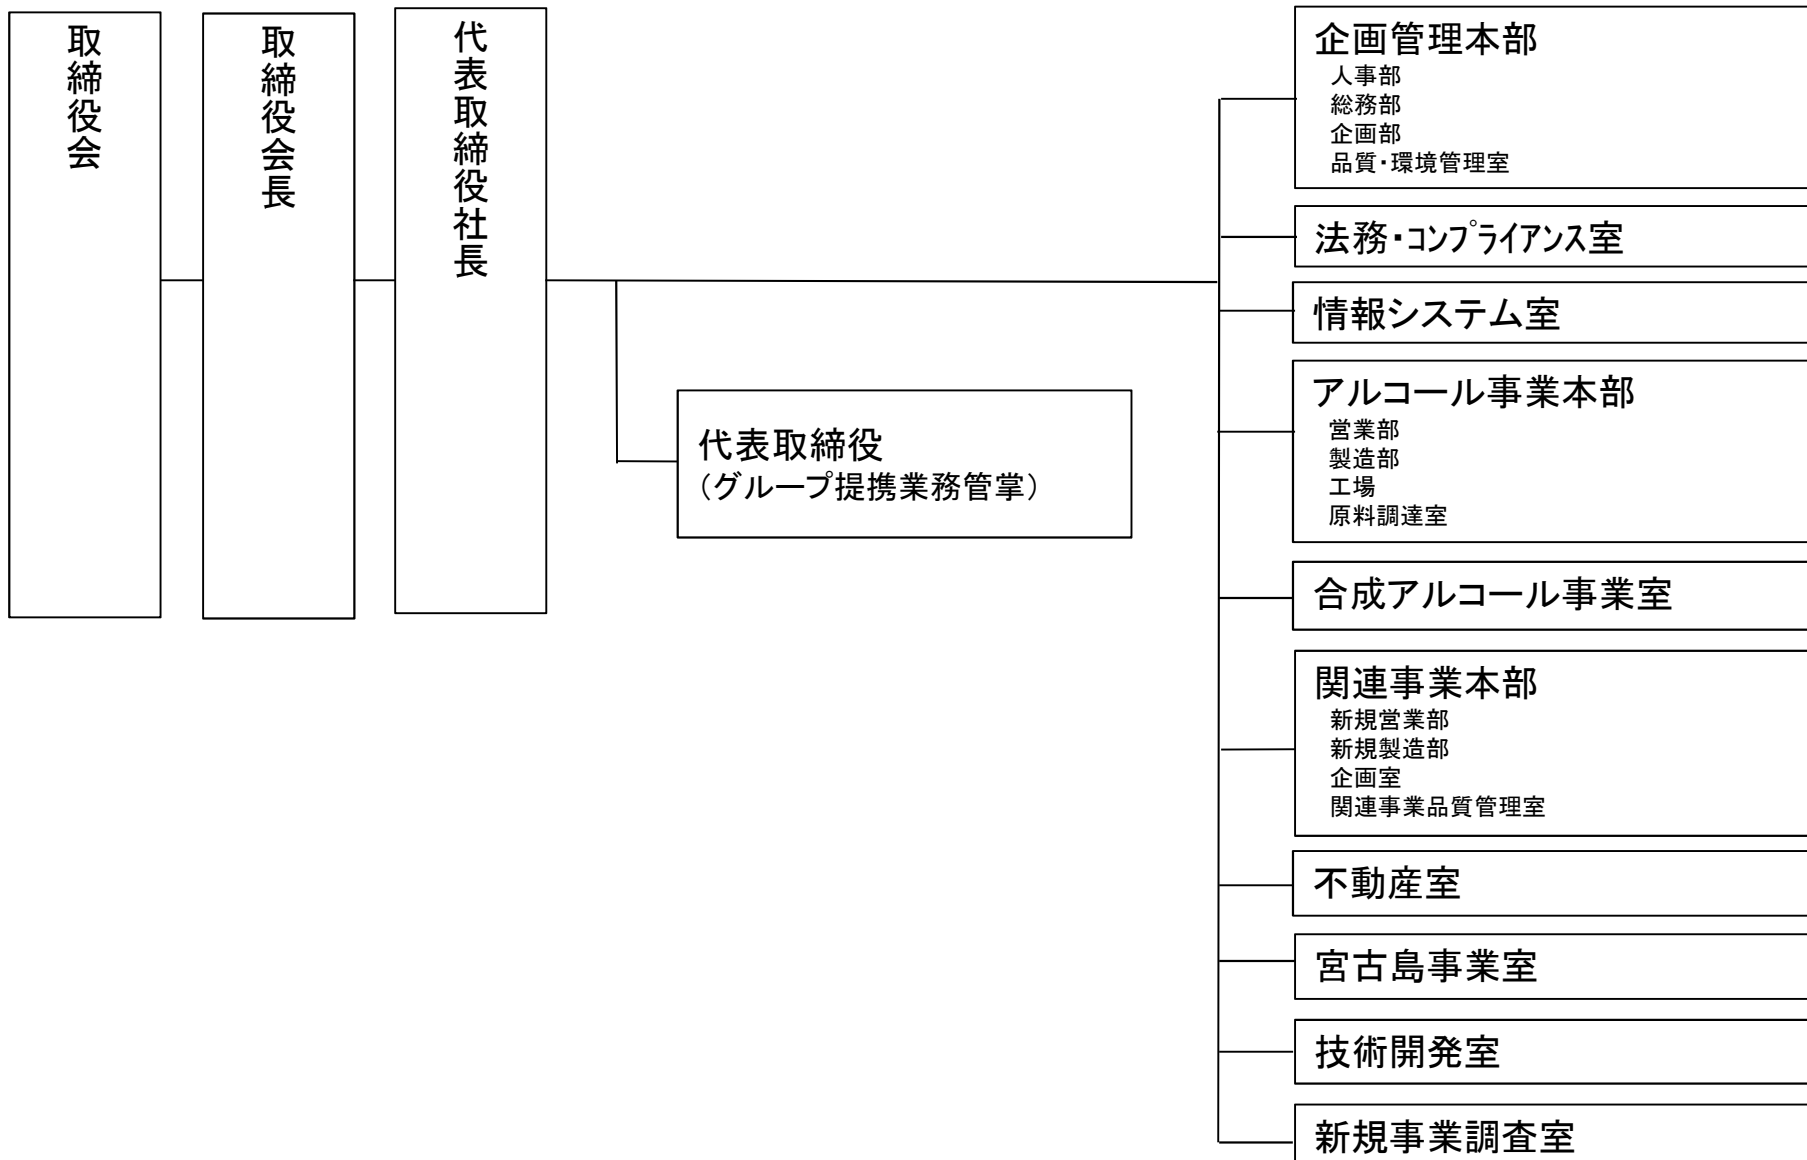 取締役会
取締役会長
代表取締役社長
代表取締役
（グループ提携業務管掌）
企画管理本部
人事部
総務部
企画部
品質・環境管理室
法務・コンプライアンス室
情報システム室
アルコール事業本部
営業部
製造部
工場
原料調達室
合成アルコール事業室
関連事業本部
新規営業部
新規製造部
企画室
関連事業品質管理室
不動産室
宮古島事業室
技術開発室
新規事業調査室